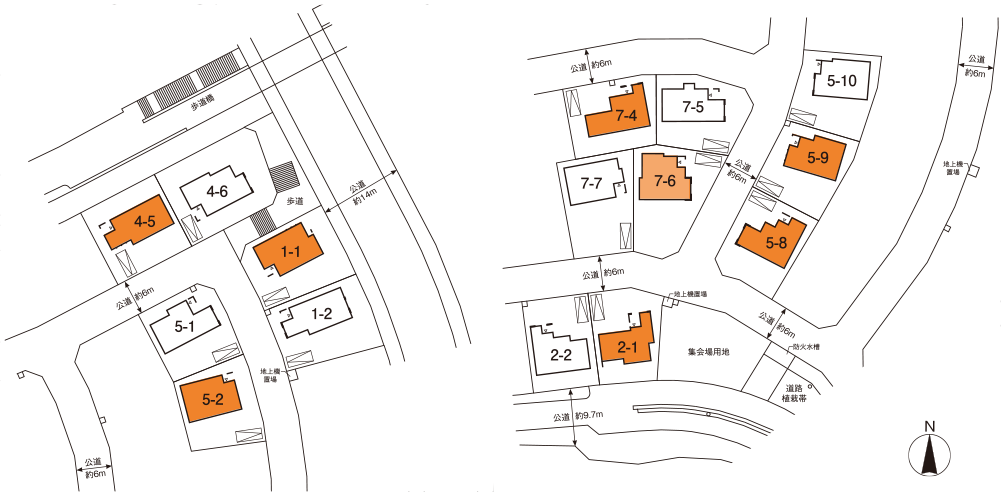 歩道橋
4-6
4-5
歩道
公道
約14m
1-1
公道 約6m
5-1
1-2
地上機
置場
5-2
公道
約6m
公道 約6m
7-4
7-5
5-10
公道
約6m
7-7
7-6
公道
約6m
5-9
地上機
置場
5-8
公道 約6m
地上機置場
公道
約6m
2-2
2-1
集会場用地
防火水槽
道路
植栽帯
公道 約9.7m
N